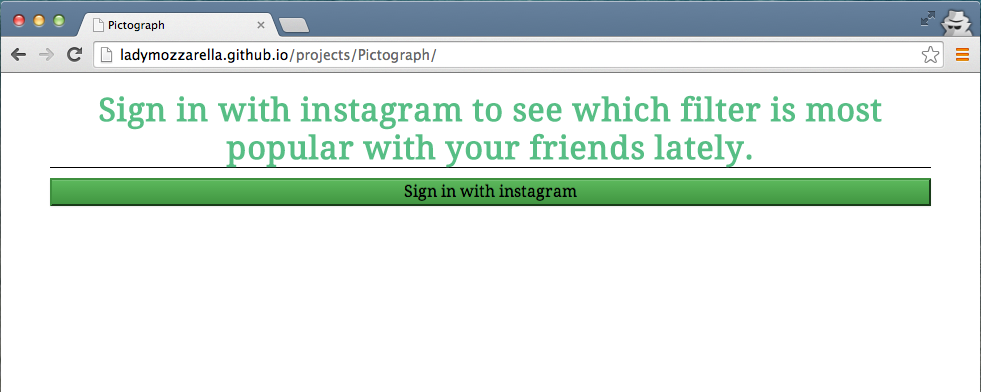 Pictograph
ladymozzarella.github.io/projects/Pictograph/
Sign in with instagram to see which filter is most
popular with your friends lately.
Sign in with instagram